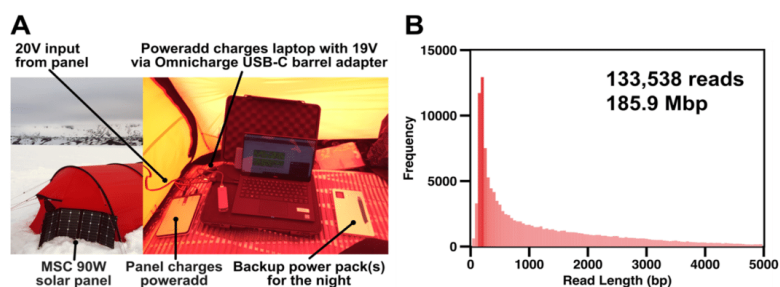 A
20V input
from panel
Poweradd charges laptop with 19V
via Omnicharge USB-C barrel adapter
MSC 90W
solar panel
Panel charges
poweradd
Backup power pack(s)
for the night
B
15000
10000
5000
0
Frequency
133,538 reads
185.9 Mbp
0
1000
2000
3000
4000
5000
Read Length (bp)